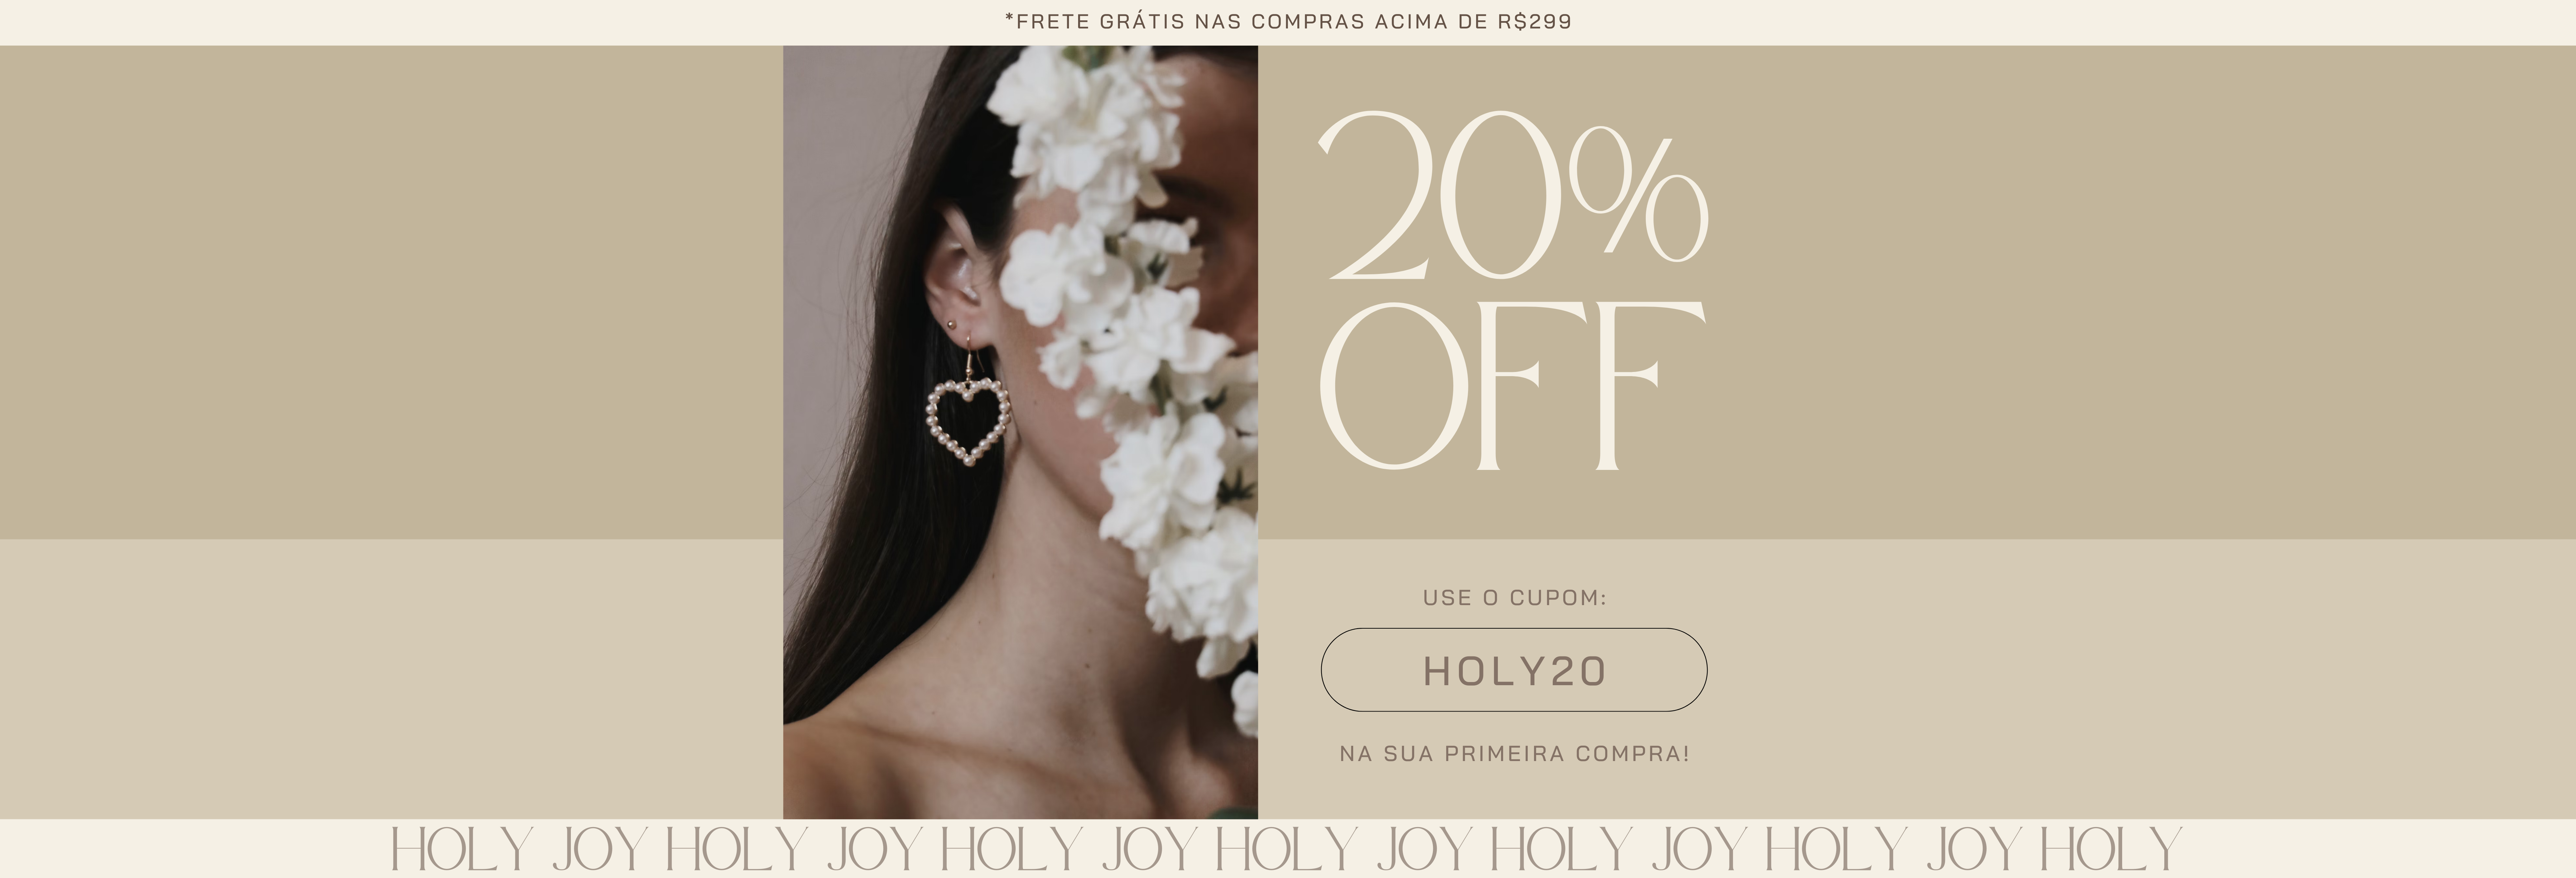 *FRETE GRÁTIS NAS COMPRAS ACIMA DE R$299
20%
OFF
USE O CUPOM:
HOLY20
NA SUA PRIMEIRA COMPRA!
HOLY JOY HOLY JOY HOLY JOY HOLY JOY HOLY JOY HOLY JOY HOLY